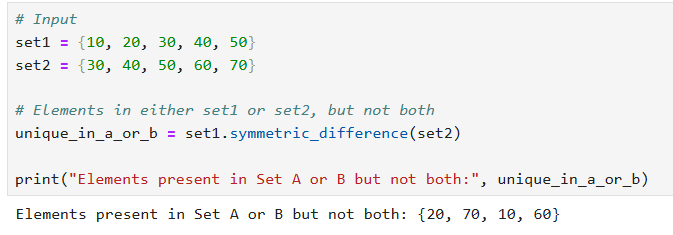 # Input
set1 = {10, 20, 30, 40, 50}
set2 = {30, 40, 50, 60, 70}
# Elements in either set1 or set2, but not both
unique_in_a_or_b = set1.symmetric_difference(set2)
print("Elements present in Set A or B but not both:", unique_in_a_or_b)
Elements present in Set A or B but not both: {20, 70, 10, 60}